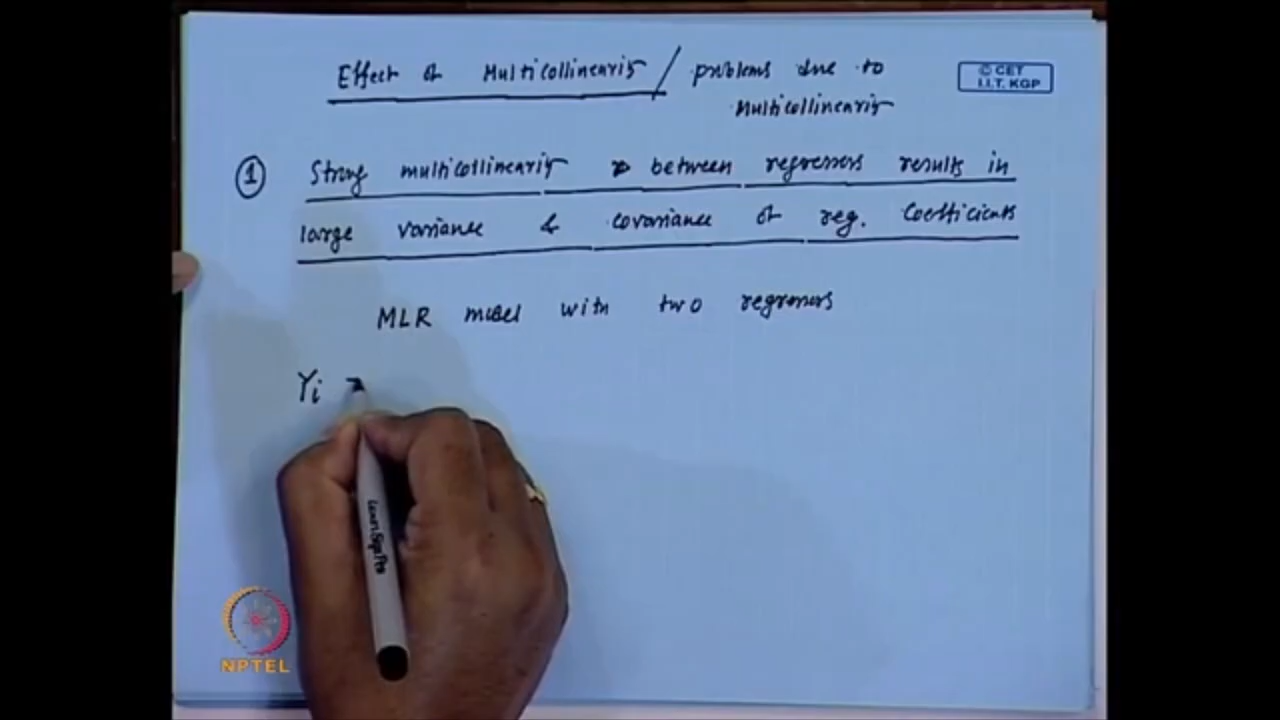 Effect of Multicollinearity / problems due to
Multicollinearity
© CET
I.I.T. KGP
1 Strong multicollinearity between regressors results in
large variance & covariance of reg. coefficients
MLR model with two regressors
Yi =
NPTEL